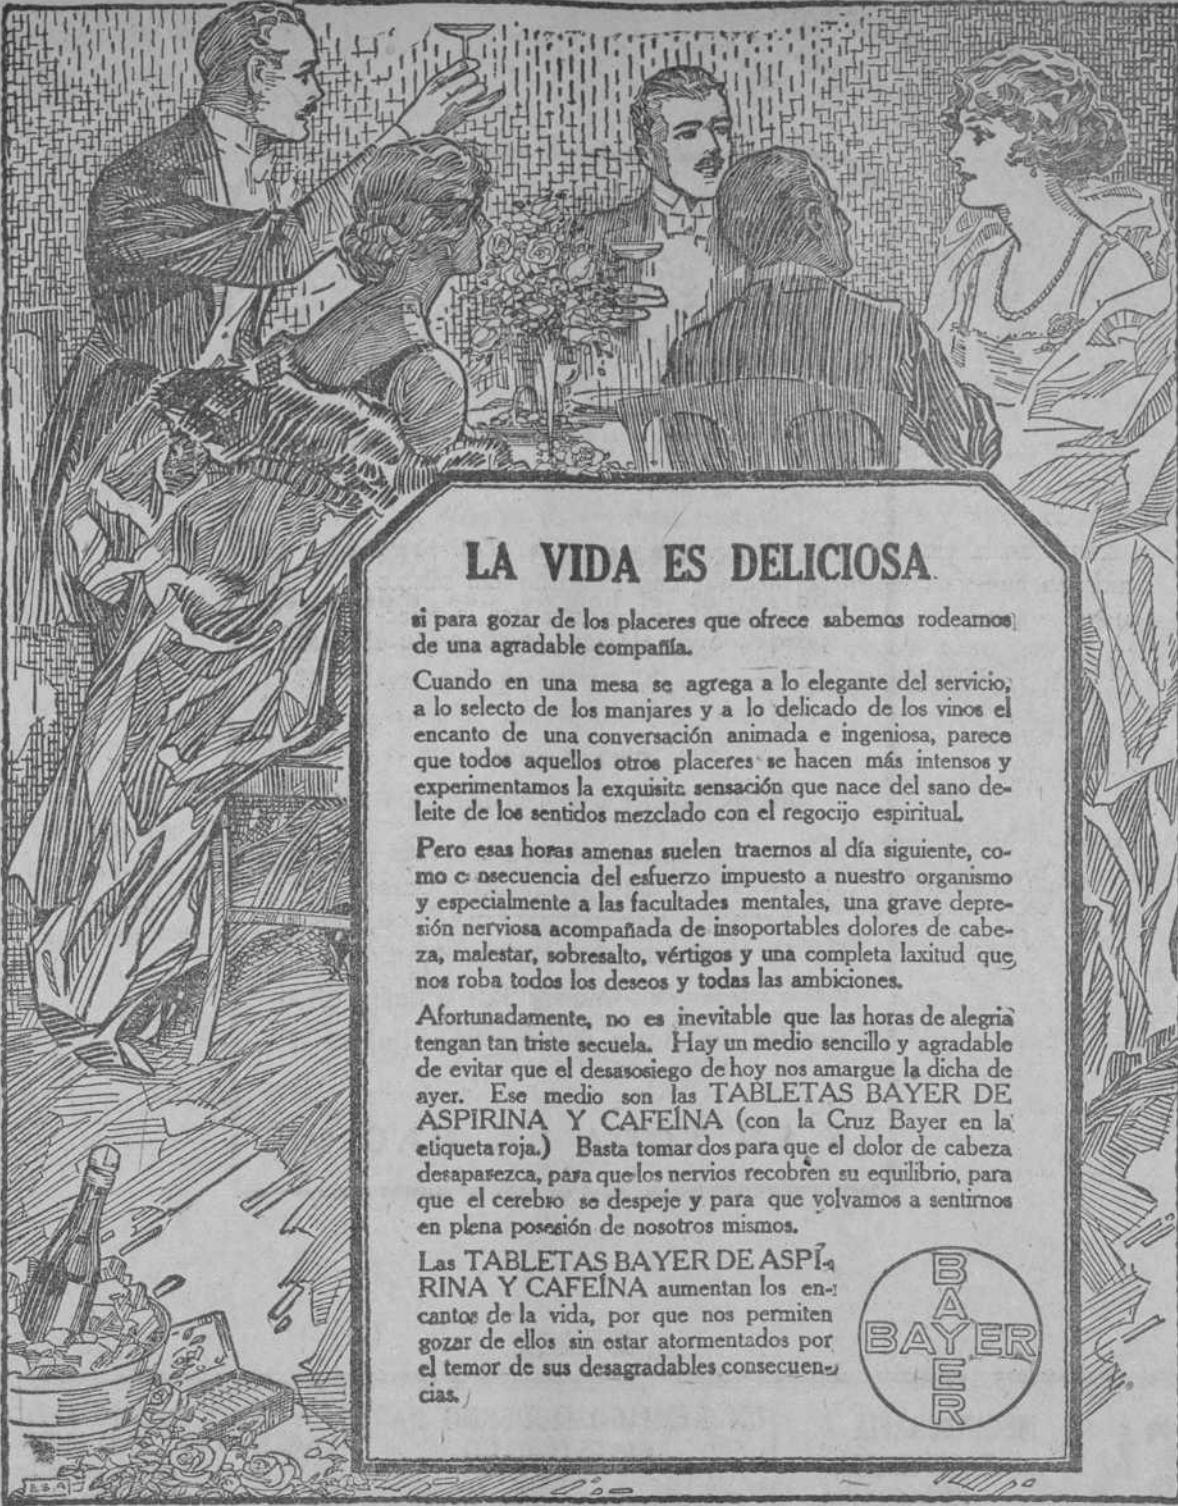 LA VIDA ES DELICIOSA
si para gozar de los placeres que ofrece sabemos rodearnos
de una agradable compañía.
Cuando en una mesa se agrega a lo elegante del servicio,
a lo selecto de los manjares y a lo delicado de los vinos el
encanto de una conversación animada e ingeniosa, parece
que todos aquellos otros placeres se hacen más intensos y
experimentamos la exquisita sensación que nace del sano de-
leite de los sentidos mezclado con el regocijo espiritual.
Pero esas horas amenas suelen traernos al día siguiente, co-
mo consecuencia del esfuerzo impuesto a nuestro organismo
y especialmente a las facultades mentales, una grave depre-
sión nerviosa acompañada de insoportables dolores de cabe-
za, malestar, sobresalto, vértigos y una completa laxitud que
nos roba todos los deseos y todas las ambiciones.
Afortunadamente, no es inevitable que las horas de alegria
tengan tan triste secuela. Hay un medio sencillo y agradable
de evitar que el desasosiego de hoy nos amargue la dicha de
ayer. Ese medio son las TABLETAS BAYER DE
ASPIRINA Y CAFEÍNA (con la Cruz Bayer en la
etiqueta roja.) Basta tomar dos para que el dolor de cabeza
desaparezca, para que los nervios recobren su equilibrio, para
que el cerebro se despeje y para que volvamos a sentirnos
en plena posesión de nosotros mismos.
Las TABLETAS BAYER DE ASPI-
RINA Y CAFEÍNA aumentan los en-
cantos de la vida, por que nos permiten
gozar de ellos sin estar atormentados por
el temor de sus desagradables consecuen-
cias.
BAYER
BAYER